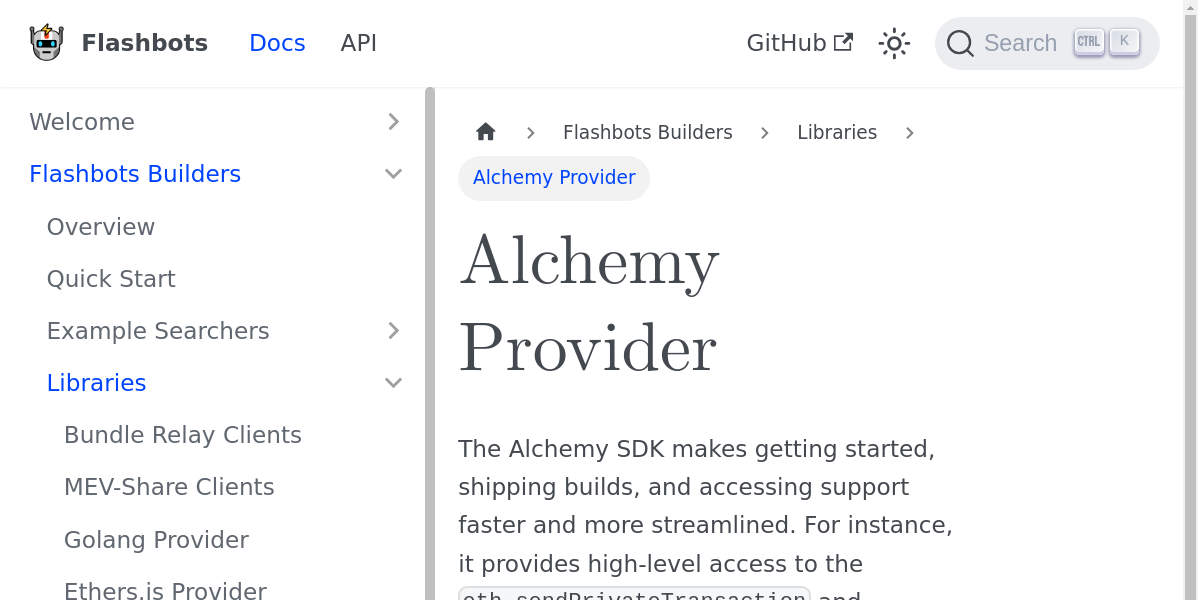 Flashbots Docs API GitHub Search CTRL K
Welcome
Flashbots Builders
Overview
Quick Start
Example Searchers
Libraries
Bundle Relay Clients
MEV-Share Clients
Golang Provider
Ethers.js Provider
Flashbots Builders Libraries
Alchemy Provider
Alchemy
Provider
The Alchemy SDK makes getting started,
shipping builds, and accessing support
faster and more streamlined. For instance,
it provides high-level access to the
eth_sendPrivateTransaction and